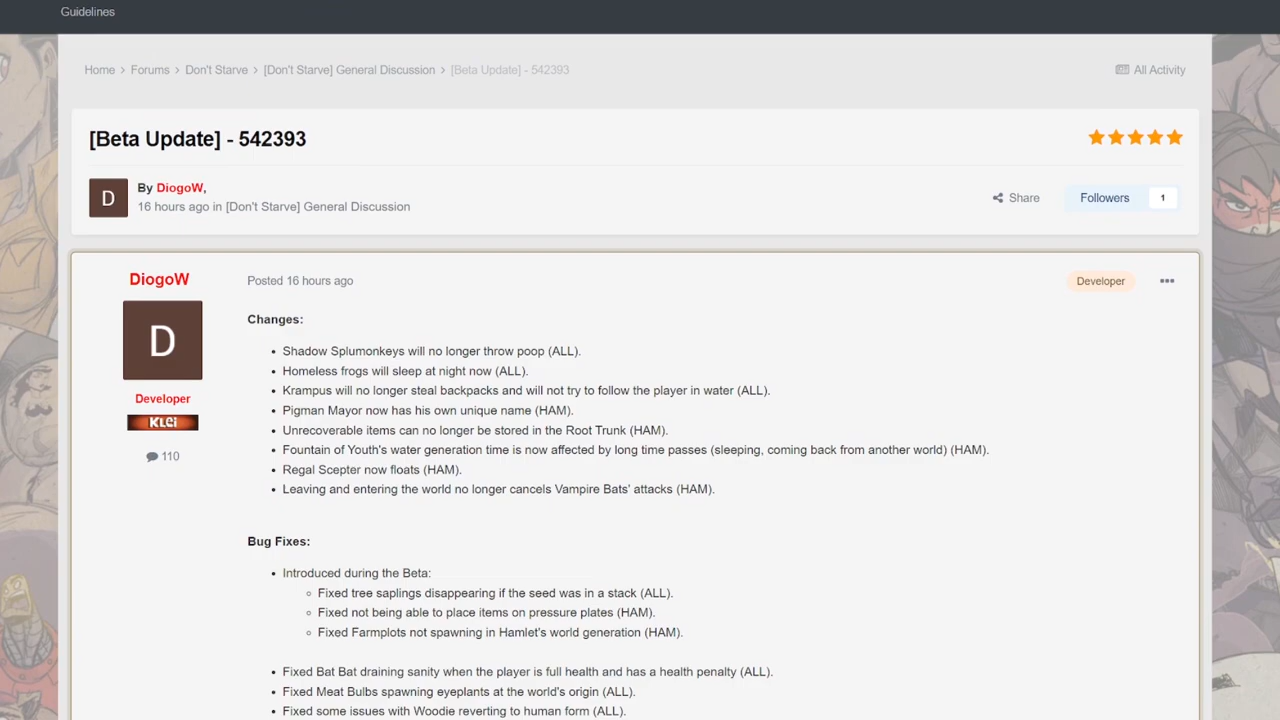 Guidelines
Home > Forums > Don't Starve > [Don't Starve] General Discussion > [Beta Update] - 542393
All Activity
[Beta Update] - 542393
By DiogoW,
16 hours ago in [Don't Starve] General Discussion
Share
Followers 1
D
DiogoW
Posted 16 hours ago
Developer
D
Developer
KLei
110
Changes:
• Shadow Splumonkeys will no longer throw poop (ALL).
• Homeless frogs will sleep at night now (ALL).
• Krampus will no longer steal backpacks and will not try to follow the player in water (ALL).
• Pigman Mayor now has his own unique name (HAM).
• Unrecoverable items can no longer be stored in the Root Trunk (HAM).
• Fountain of Youth's water generation time is now affected by long time passes (sleeping, coming back from another world) (HAM).
• Regal Scepter now floats (HAM).
• Leaving and entering the world no longer cancels Vampire Bats' attacks (HAM).
Bug Fixes:
• Introduced during the Beta:
◦ Fixed tree saplings disappearing if the seed was in a stack (ALL).
◦ Fixed not being able to place items on pressure plates (HAM).
◦ Fixed Farmplots not spawning in Hamlet's world generation (HAM).
• Fixed Bat Bat draining sanity when the player is full health and has a health penalty (ALL).
• Fixed Meat Bulbs spawning eyeplants at the world's origin (ALL).
• Fixed some issues with Woodie reverting to human form (ALL).